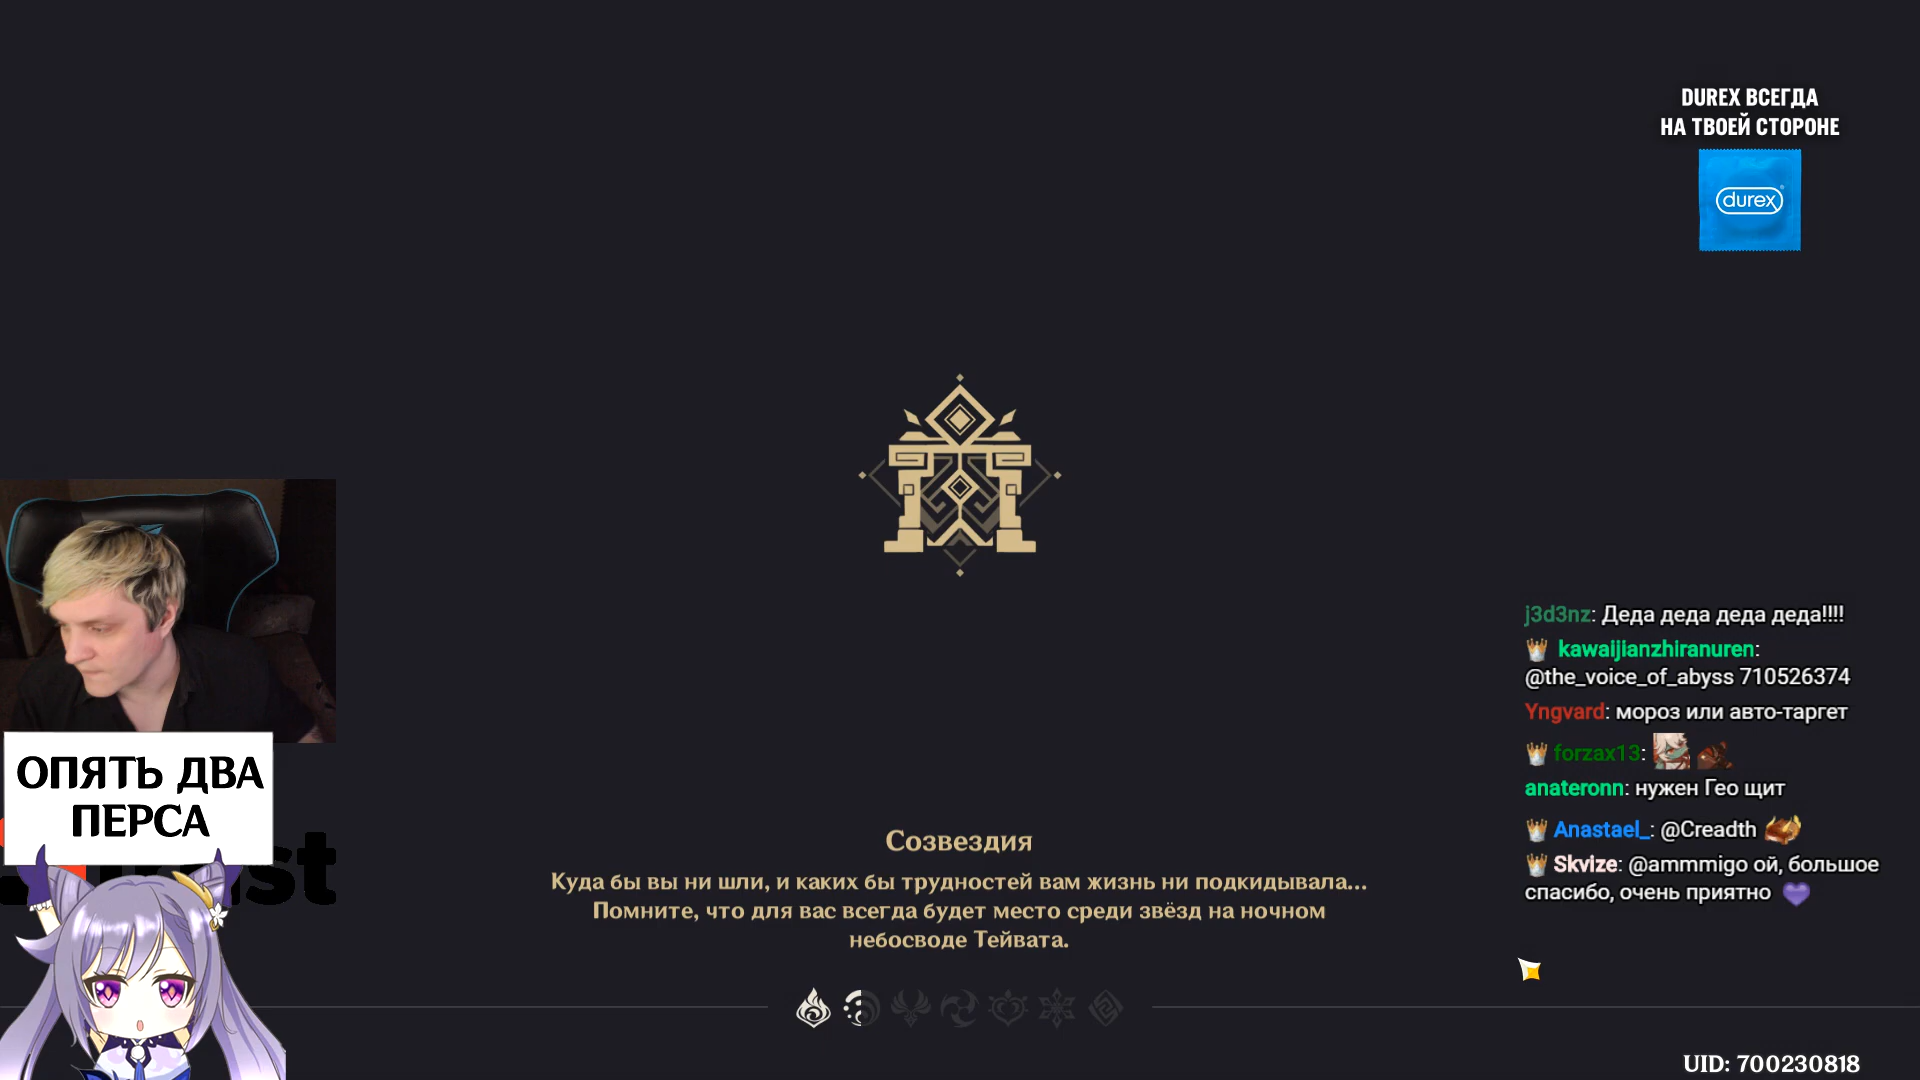 DUREX ВСЕГДА
НА ТВОЕЙ СТОРОНЕ
durex
j3d3nz: Деда деда деда деда!!!!
kawaijianzhiranuren:
@the_voice_of_abyss 710526374
Yngvard: мороз или авто-таргет
forzax13:
anateronn: нужен Гео щит
Anastael_: @Creadth
Skvize: @ammmigo ой, большое
спасибо, очень приятно
ОПЯТЬ ДВА
ПЕРСА
Созвездия
Куда бы вы ни шли, и каких бы трудностей вам жизнь ни подкидывала...
Помните, что для вас всегда будет место среди звёзд на ночном
небосводе Тейвата.
UID: 700230818